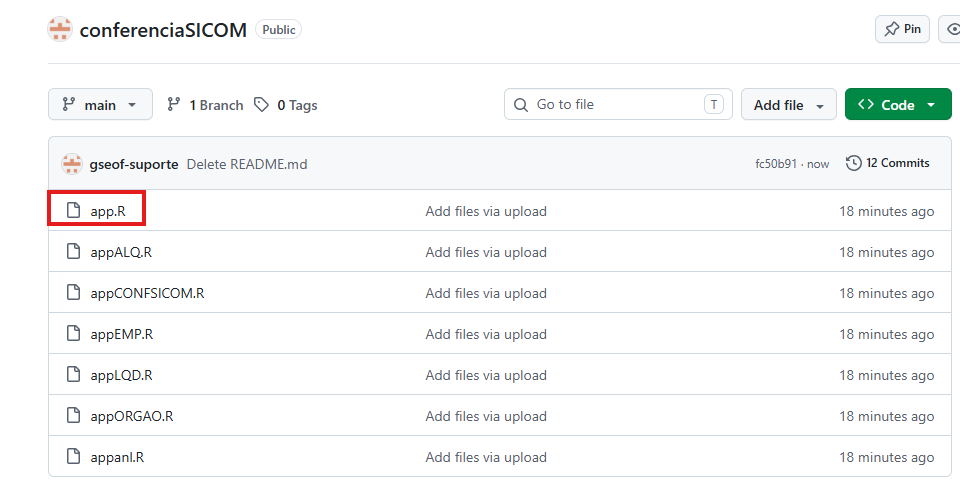 conferenciaSICOM Public Pin
main 1 Branch 0 Tags Go to file T Add file Code
gseof-suporte Delete README.md fc50b91 · now 12 Commits
app.R Add files via upload 18 minutes ago
appALQ.R Add files via upload 18 minutes ago
appCONFSICOM.R Add files via upload 18 minutes ago
appEMP.R Add files via upload 18 minutes ago
appLQD.R Add files via upload 18 minutes ago
appORGAO.R Add files via upload 18 minutes ago
appanl.R Add files via upload 18 minutes ago